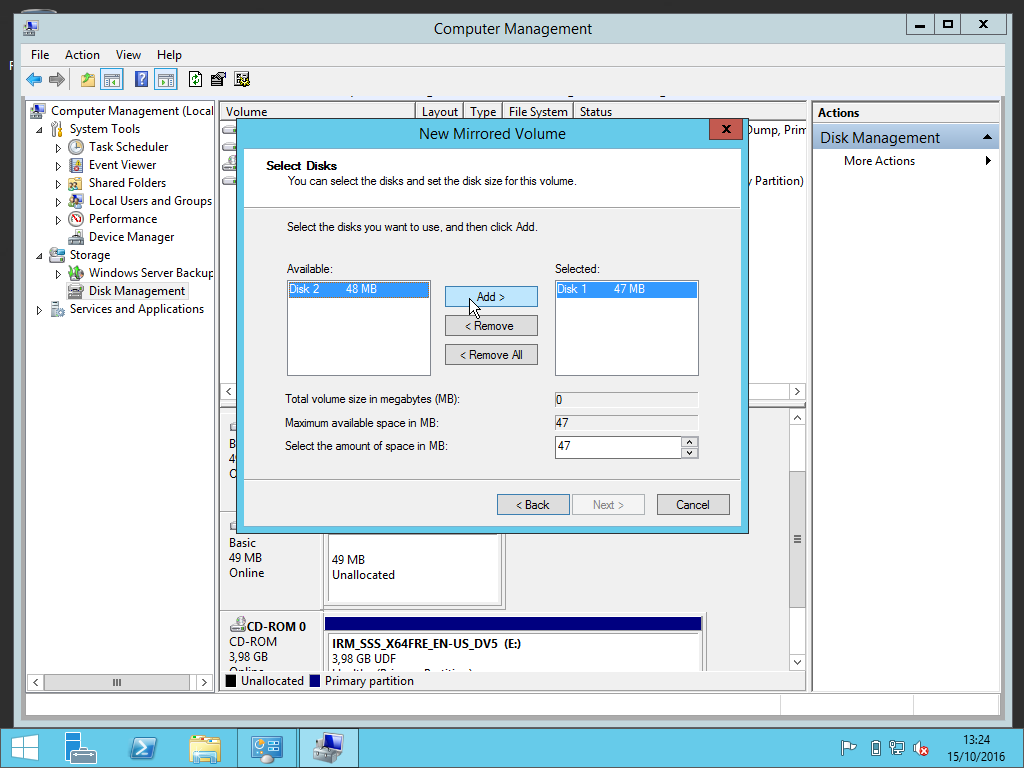 Computer Management
File Action View Help
Computer Management (Local
System Tools
Task Scheduler
Event Viewer
Shared Folders
Local Users and Groups
Performance
Device Manager
Storage
Windows Server Backup
Disk Management
Services and Applications
Volume Layout Type File System Status
Dump, Prim
y Partition)
Actions
Disk Management
More Actions
New Mirrored Volume
X
Select Disks
You can select the disks and set the disk size for this volume.
Select the disks you want to use, and then click Add.
Available:
Selected:
Disk 2 48 MB
Disk 1 47 MB
Add >
< Remove
< Remove All
Total volume size in megabytes (MB): 0
Maximum available space in MB: 47
Select the amount of space in MB: 47
< Back Next > Cancel
Basic
49 MB
Online
49 MB
Unallocated
CD-ROM 0
CD-ROM
3,98 GB
Online
IRM_SSS_X64FRE_EN-US_DV5 (E:)
3,98 GB UDF
Healthy (Primary Partition)
Unallocated Primary partition
13:24
15/10/2016